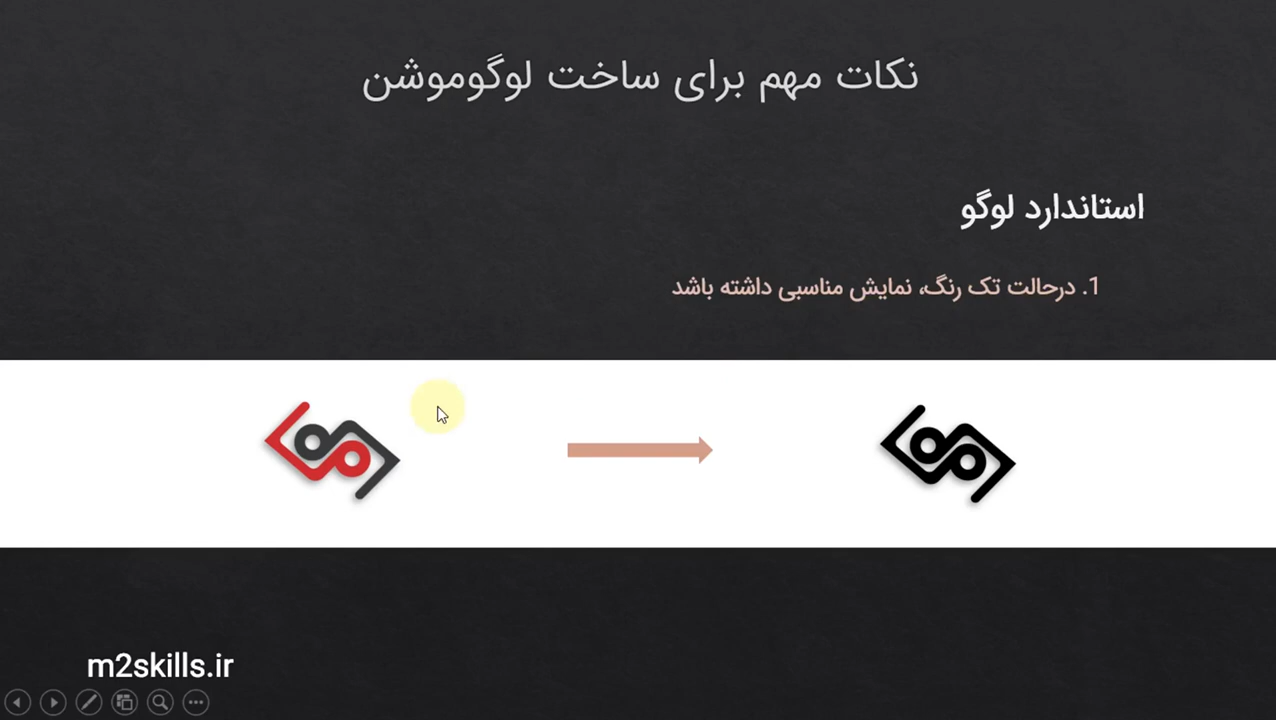 نکات مهم برای ساخت لوگوموشن
استاندارد لوگو
1. درحالت تک رنگ، نمایش مناسبی داشته باشد
m2skills.ir